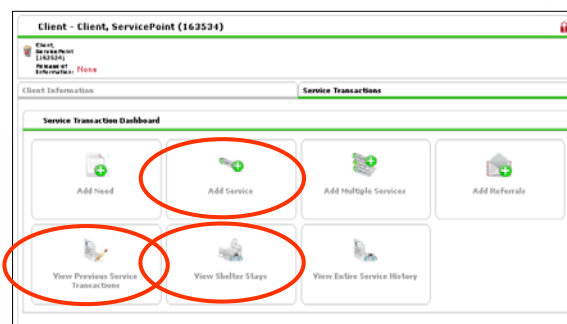 Client - Client, ServicePoint (163534)
Client,
ServicePoint
(163534)
Release of
Information: None
Client Information
Service Transactions
Service Transaction Dashboard
Add Need
Add Service
Add Multiple Services
Add Referrals
View Previous Service
Transactions
View Shelter Stays
View Entire Service History